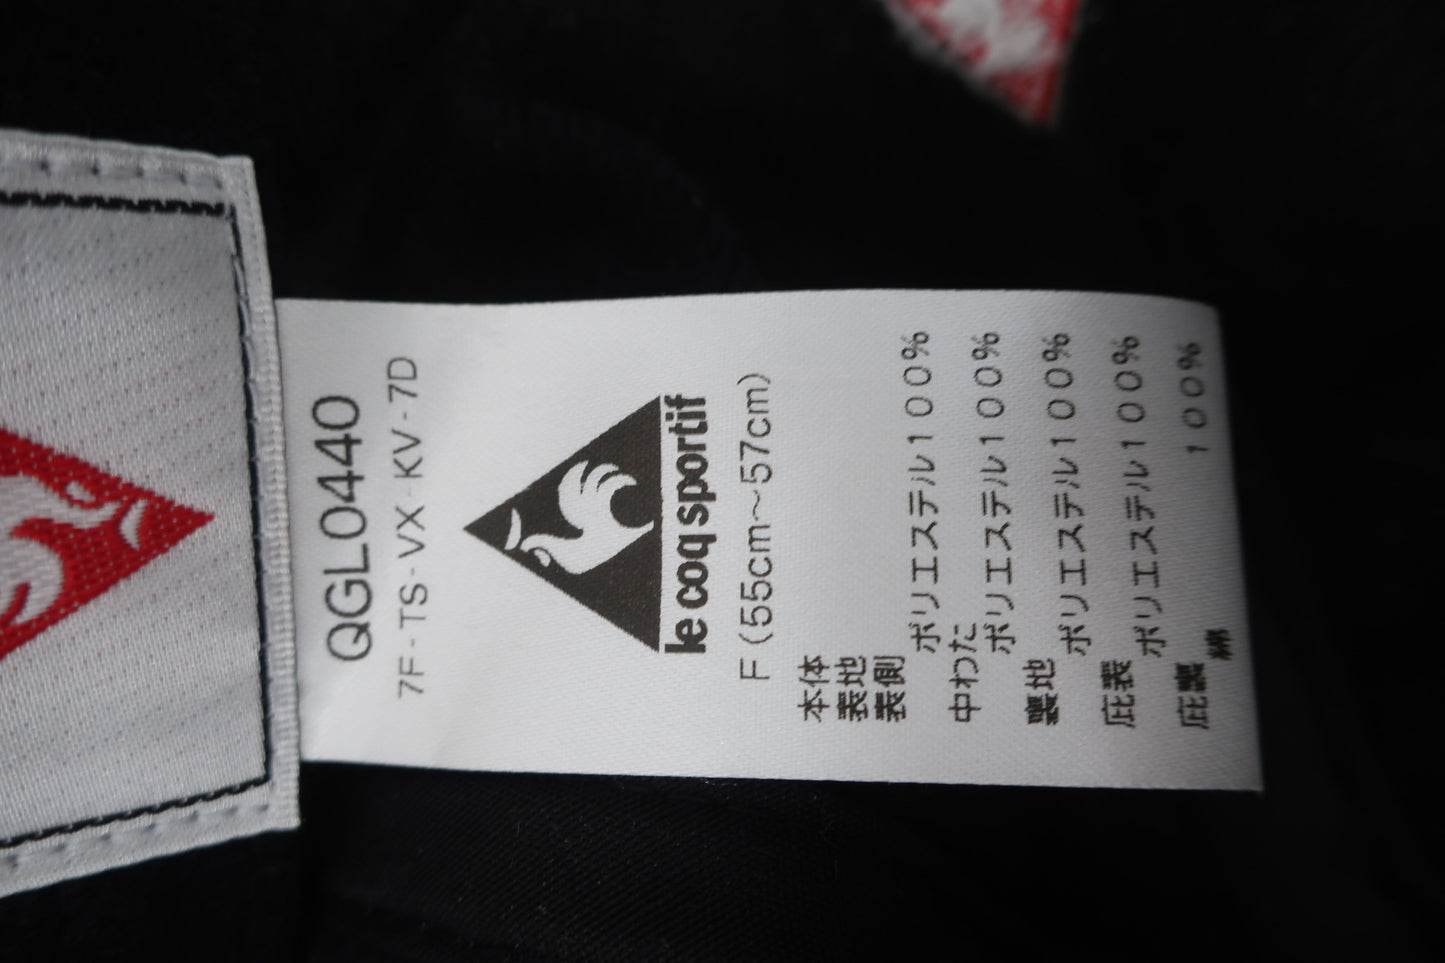 QGL0440
7F-TS-VX-KV-7D
le coq sportif
F(55cm~57cm)
本体
表地
表側
ポリエステル100%
中わた
ポリエステル100%
裏地
ポリエステル100%
庇表
ポリエステル100%
庇裏
綿 100%